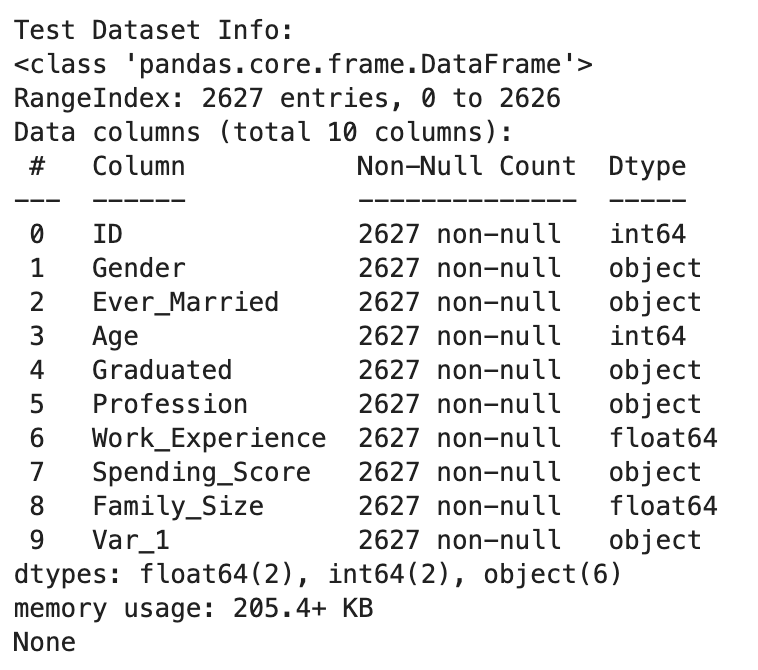 Test Dataset Info:
<class 'pandas.core.frame.DataFrame'>
RangeIndex: 2627 entries, 0 to 2626
Data columns (total 10 columns):
 #   Column           Non-Null Count  Dtype
---  ------           --------------  -----
 0   ID               2627 non-null   int64
 1   Gender           2627 non-null   object
 2   Ever_Married     2627 non-null   object
 3   Age              2627 non-null   int64
 4   Graduated        2627 non-null   object
 5   Profession       2627 non-null   object
 6   Work_Experience  2627 non-null   float64
 7   Spending_Score   2627 non-null   object
 8   Family_Size      2627 non-null   float64
 9   Var_1            2627 non-null   object
dtypes: float64(2), int64(2), object(6)
memory usage: 205.4+ KB
None